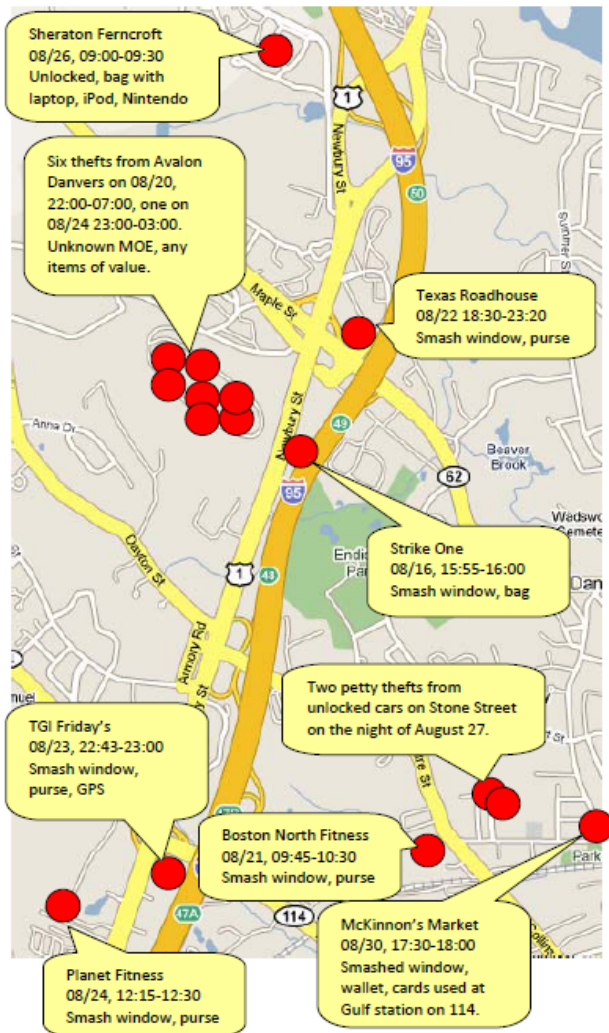 Sheraton Ferncroft
08/26, 09:00-09:30
Unlocked, bag with
laptop, iPod, Nintendo
1
Newbury St
95
50
Summer St
Six thefts from Avalon
Danvers on 08/20,
22:00-07:00, one on
08/24 23:00-03:00.
Unknown MOE, any
items of value.
Maple St
Texas Roadhouse
08/22 18:30-23:20
Smash window, purse
Anna Dr
Newbury St
49
95
62
Beaver
Brook
Strike One
08/16, 15:55-16:00
Smash window, bag
Dayton St
1
48
Armory Rd
Two petty thefts from
unlocked cars on Stone Street
on the night of August 27.
TGI Friday's
08/23, 22:43-23:00
Smash window,
purse, GPS
Boston North Fitness
08/21, 09:45-10:30
Smash window, purse
Park
47A
114
McKinnon's Market
08/30, 17:30-18:00
Smashed window,
wallet, cards used at
Gulf station on 114.
Planet Fitness
08/24, 12:15-12:30
Smash window, purse